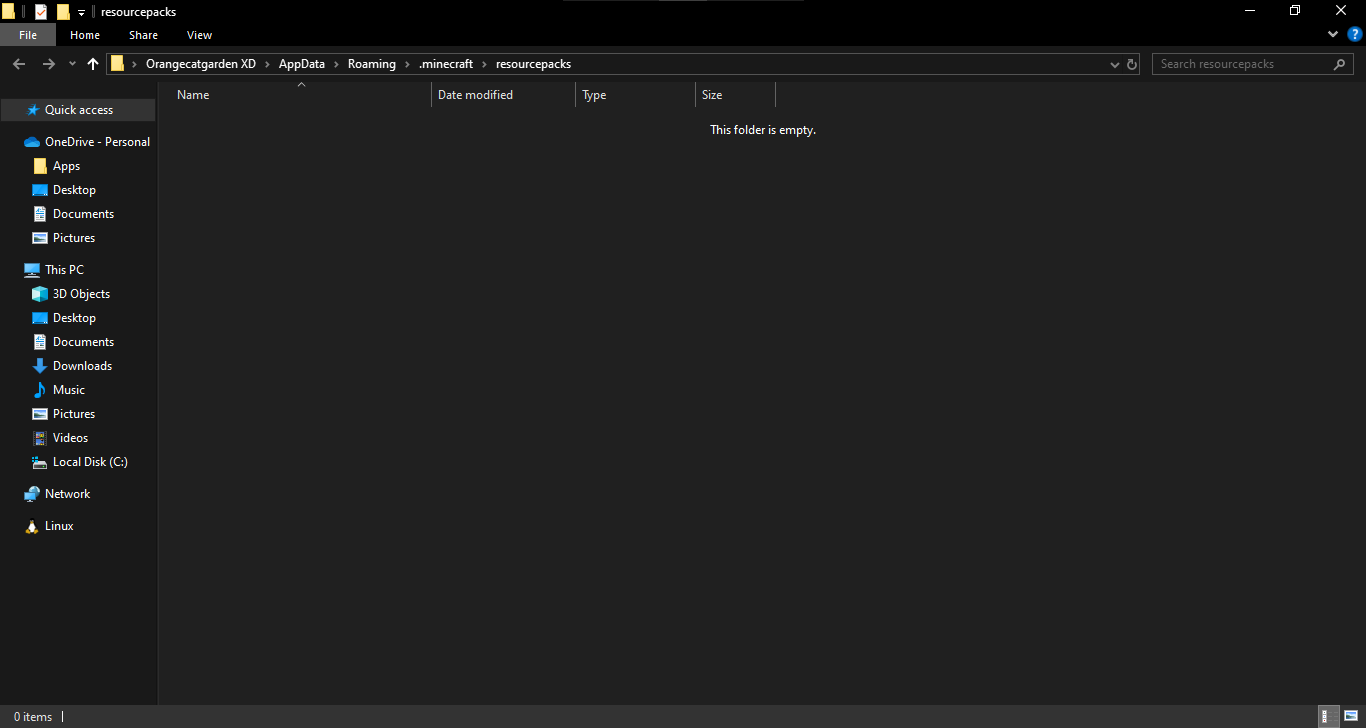 resourcepacks
File Home Share View
Orangecatgarden XD AppData Roaming .minecraft resourcepacks Search resourcepacks
Name Date modified Type Size
This folder is empty.
Quick access
OneDrive - Personal
Apps
Desktop
Documents
Pictures
This PC
3D Objects
Desktop
Documents
Downloads
Music
Pictures
Videos
Local Disk (C:)
Network
Linux
0 items